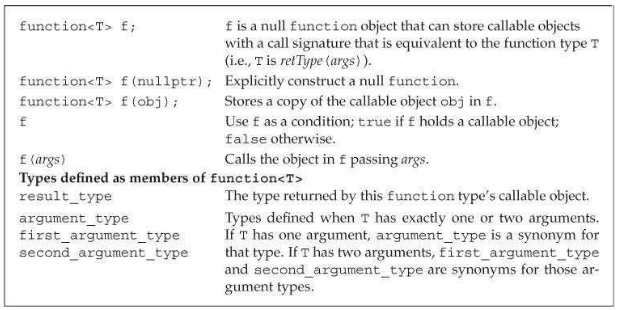 function<T> f; f is a null function object that can store callable objects
with a call signature that is equivalent to the function type T
(i.e., T is retType(args)).
function<T> f(nullptr); Explicitly construct a null function.
function<T> f(obj); Stores a copy of the callable object obj in f.
f Use f as a condition; true if f holds a callable object;
false otherwise.
f(args) Calls the object in f passing args.
Types defined as members of function<T>
result_type The type returned by this function type's callable object.
argument_type Types defined when T has exactly one or two arguments.
first_argument_type If T has one argument, argument_type is a synonym for
second_argument_type that type. If T has two arguments, first_argument_type
and second_argument_type are synonyms for those ar-
gument types.